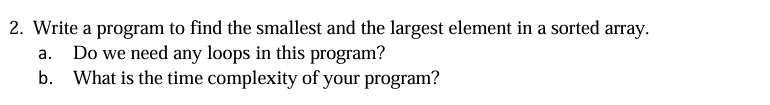 2. Write a program to find the smallest and the largest element in a sorted array.
a. Do we need any loops in this program?
b. What is the time complexity of your program?